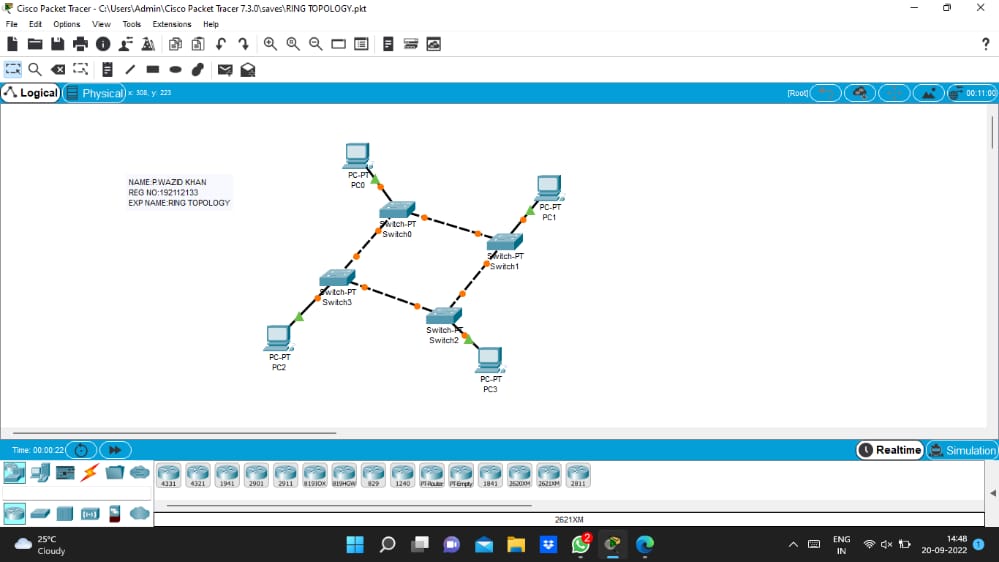 Cisco Packet Tracer - C:\Users\Admin\Cisco Packet Tracer 7.3.0\saves\RING TOPOLOGY.pkt
File Edit Options View Tools Extensions Help
?
Logical Physical x: 308, y: 223 [Root] 00:11:00
NAME:P.WAZID KHAN
REG NO:192112133
EXP NAME:RING TOPOLOGY
PC-PT
PC0
PC-PT
PC1
Switch-PT
Switch0
Switch-PT
Switch1
Switch-PT
Switch3
Switch-PT
Switch2
PC-PT
PC2
PC-PT
PC3
Time: 00:00:22 Realtime Simulation
4331 4321 1941 2901 2911 819IOX 819HGW 829 1240 PT-Router PT-Empty 1841 2620XM 2621XM 2811
2621XM
25°C
Cloudy
2
ENG
IN
14:48
20-09-2022
1